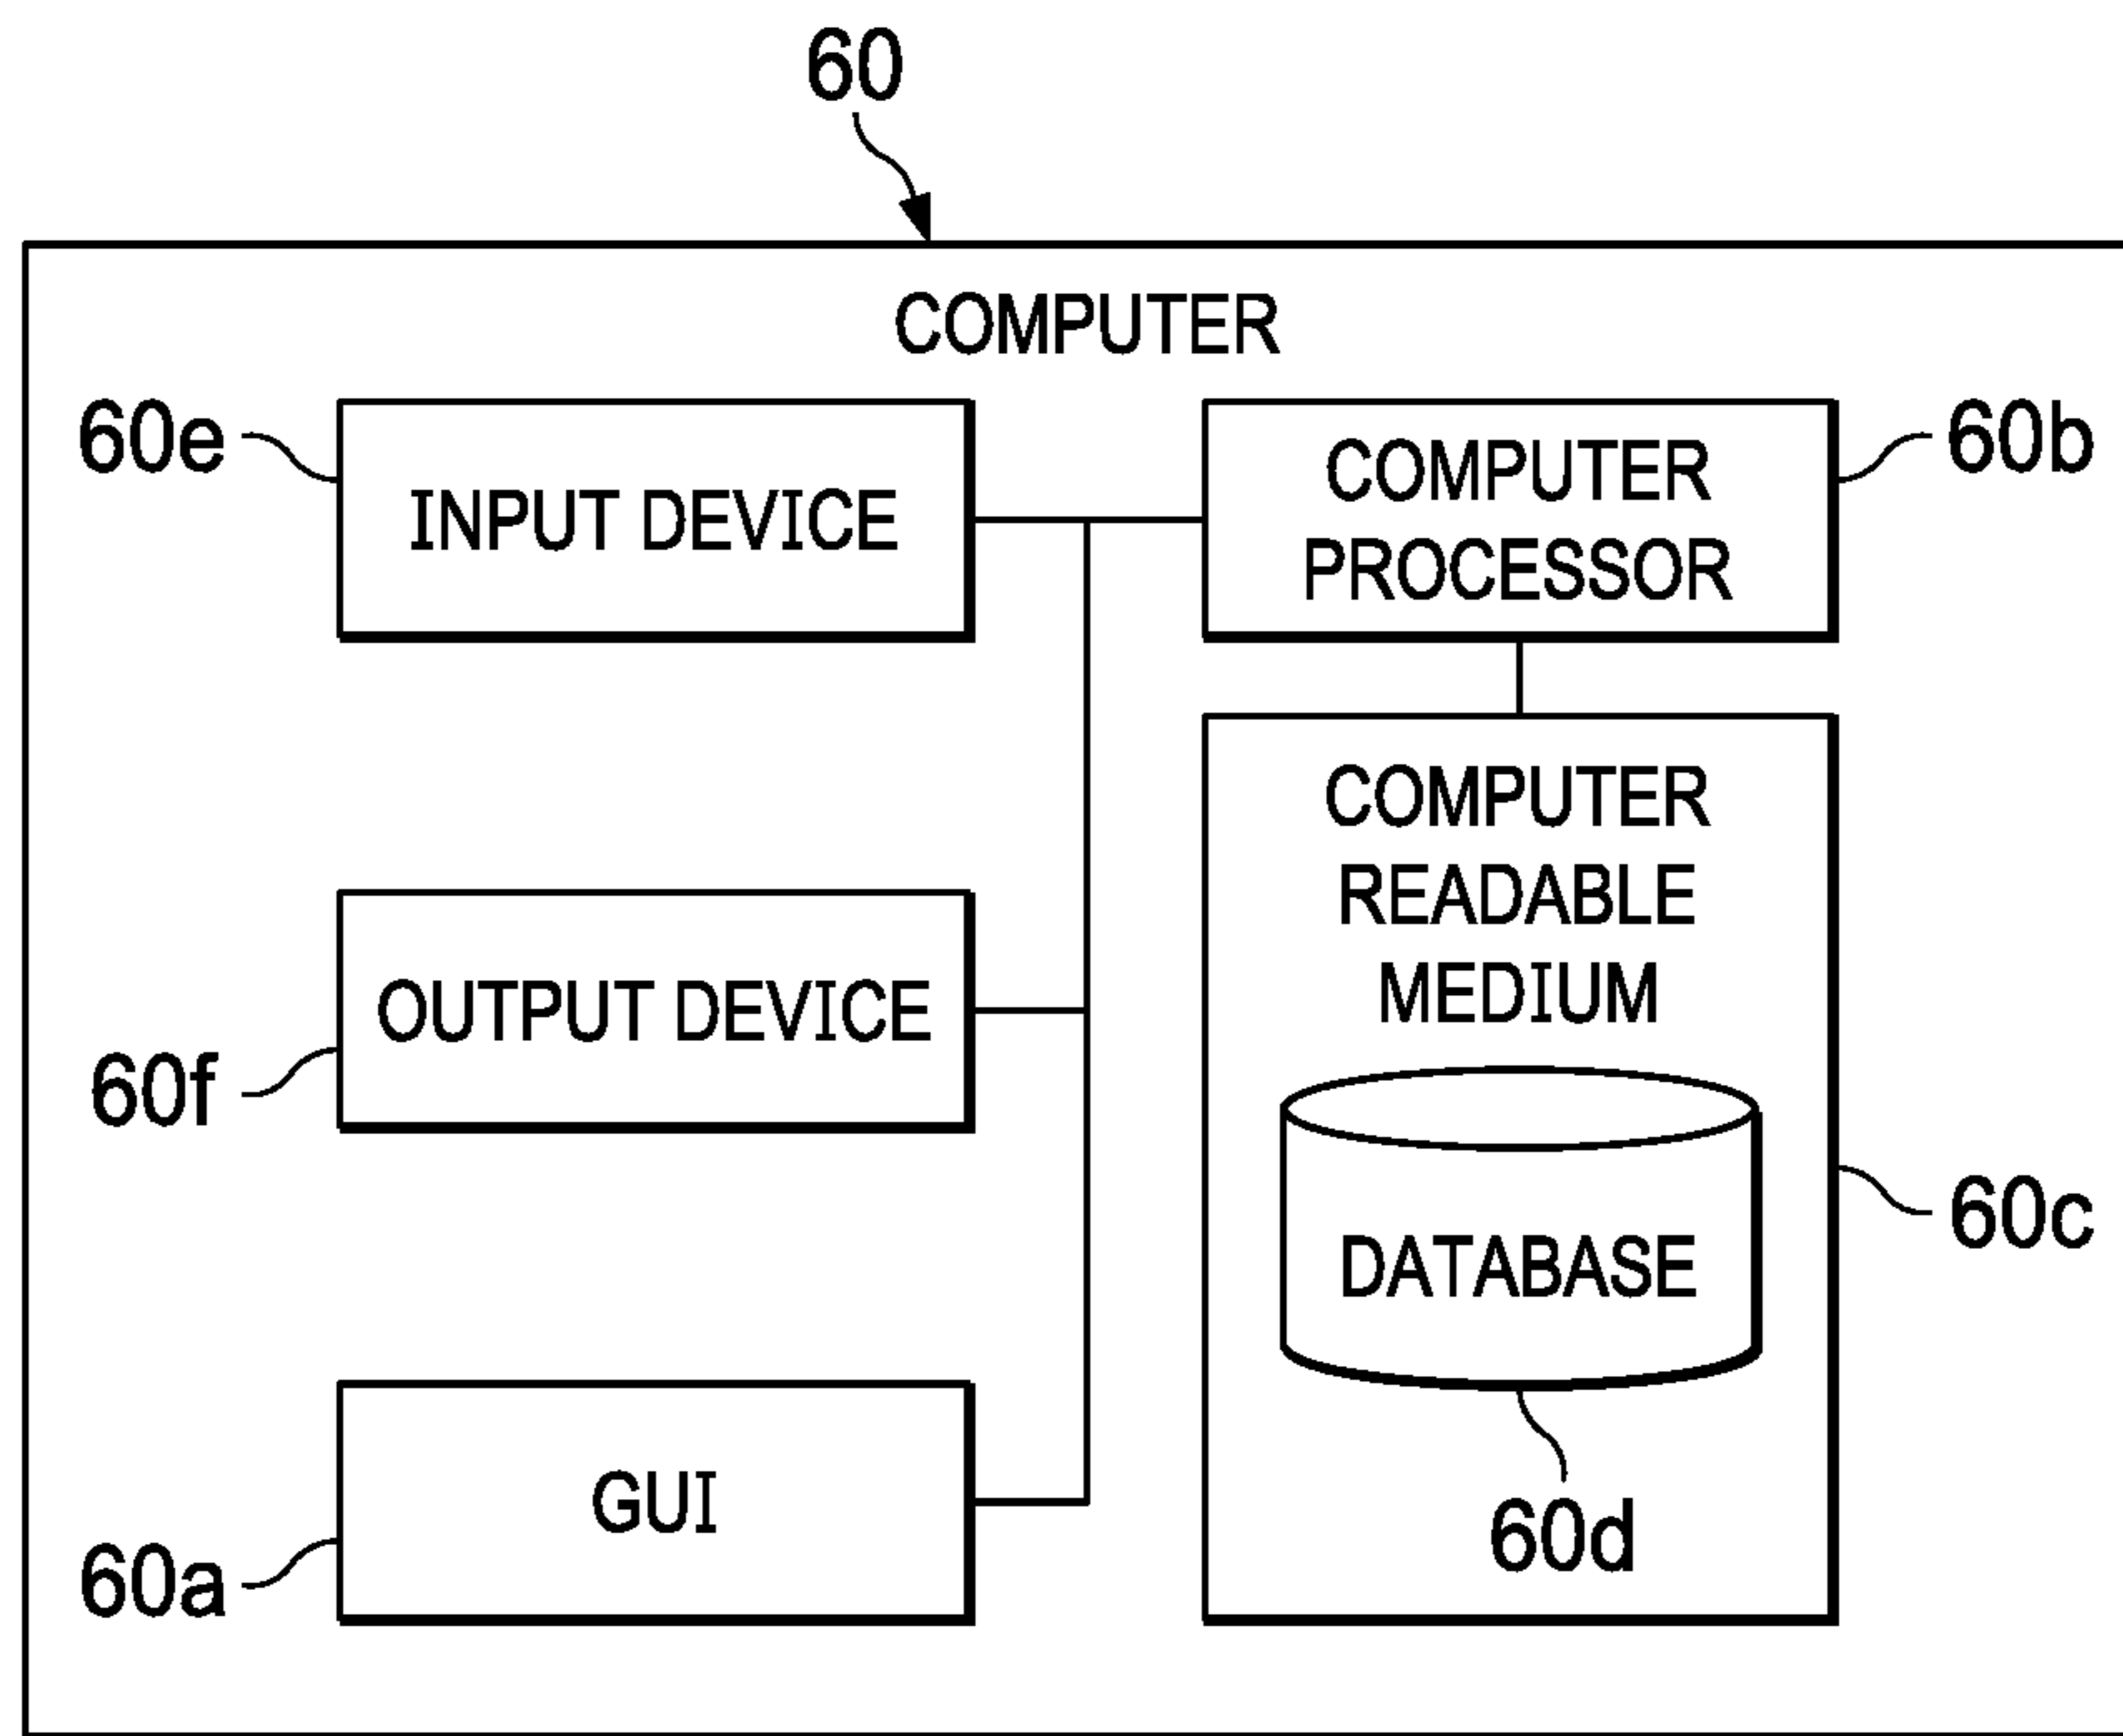 60
COMPUTER
60e
INPUT DEVICE
COMPUTER
PROCESSOR
60b
COMPUTER
READABLE
MEDIUM
OUTPUT DEVICE
60f
DATABASE
60c
GUI
60a
60d